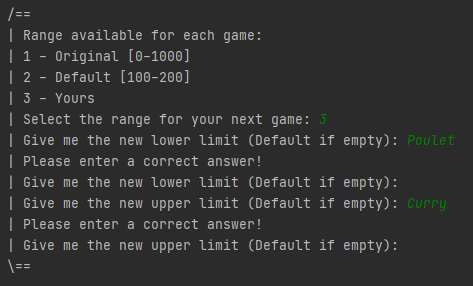 /==
| Range available for each game:
| 1 - Original [0-1000]
| 2 - Default [100-200]
| 3 - Yours
| Select the range for your next game: 3
| Give me the new lower limit (Default if empty): Poulet
| Please enter a correct answer!
| Give me the new lower limit (Default if empty):
| Give me the new upper limit (Default if empty): Curry
| Please enter a correct answer!
| Give me the new upper limit (Default if empty):
\==